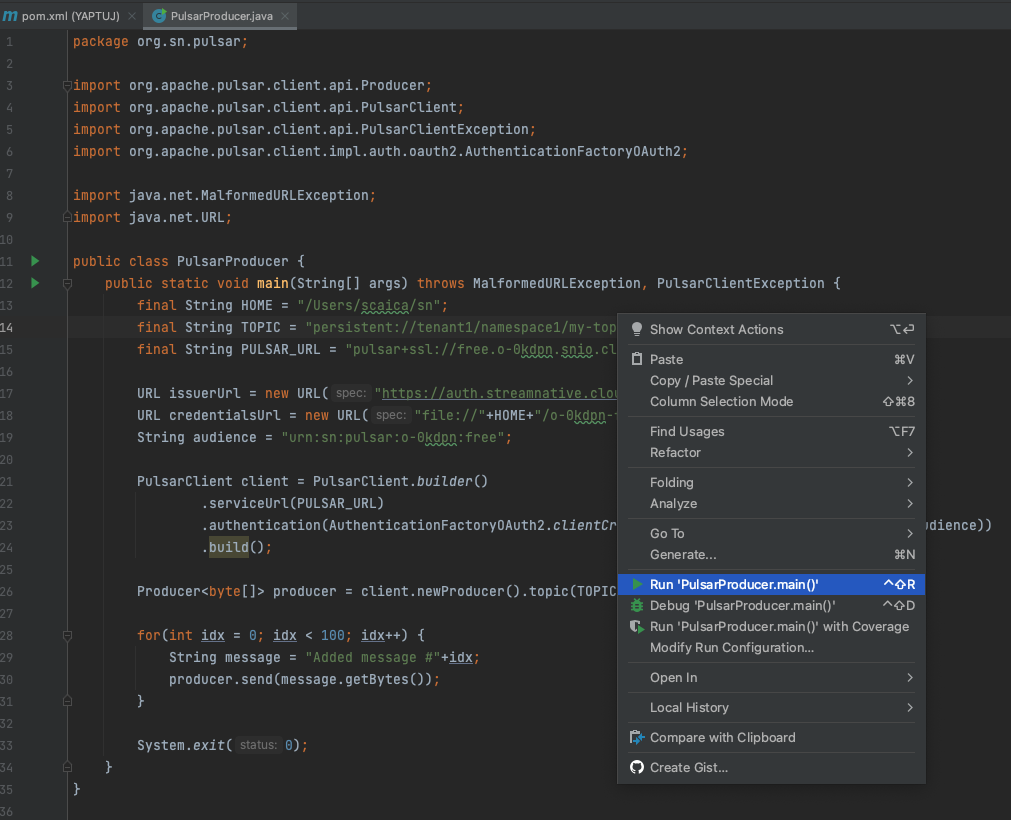 pom.xml (YAPTUJ) × PulsarProducer.java ×
1 package org.sn.pulsar;
2
3 import org.apache.pulsar.client.api.Producer;
4 import org.apache.pulsar.client.api.PulsarClient;
5 import org.apache.pulsar.client.api.PulsarClientException;
6 import org.apache.pulsar.client.impl.auth.oauth2.AuthenticationFactoryOAuth2;
7
8 import java.net.MalformedURLException;
9 import java.net.URL;
10
11 public class PulsarProducer {
12 public static void main(String[] args) throws MalformedURLException, PulsarClientException {
13 final String HOME = "/Users/scaica/sn";
14 final String TOPIC = "persistent://tenant1/namespace1/my-top
15 final String PULSAR_URL = "pulsar+ssl://free.o-0kdpn.snio.cl
16
17 URL issuerUrl = new URL( spec: "https://auth.streamnative.clou
18 URL credentialsUrl = new URL( spec: "file://"+HOME+"/o-0kdpn-
19 String audience = "urn:sn:pulsar:o-0kdpn:free";
20
21 PulsarClient client = PulsarClient.builder()
22 .serviceUrl(PULSAR_URL)
23 .authentication(AuthenticationFactoryOAuth2.clientCr dience))
24 .build();
25
26 Producer<byte[]> producer = client.newProducer().topic(TOPIC
27
28 for(int idx = 0; idx < 100; idx++) {
29 String message = "Added message #"+idx;
30 producer.send(message.getBytes());
31 }
32
33 System.exit( status: 0);
34 }
35 }
36
Show Context Actions ⌥⏎
Paste ⌘V
Copy / Paste Special >
Column Selection Mode ⇧⌘8
Find Usages ⌥F7
Refactor >
Folding >
Analyze >
Go To >
Generate... ⌘N
Run 'PulsarProducer.main()' ^⇧R
Debug 'PulsarProducer.main()' ^⇧D
Run 'PulsarProducer.main()' with Coverage
Modify Run Configuration...
Open In >
Local History >
Compare with Clipboard
Create Gist...